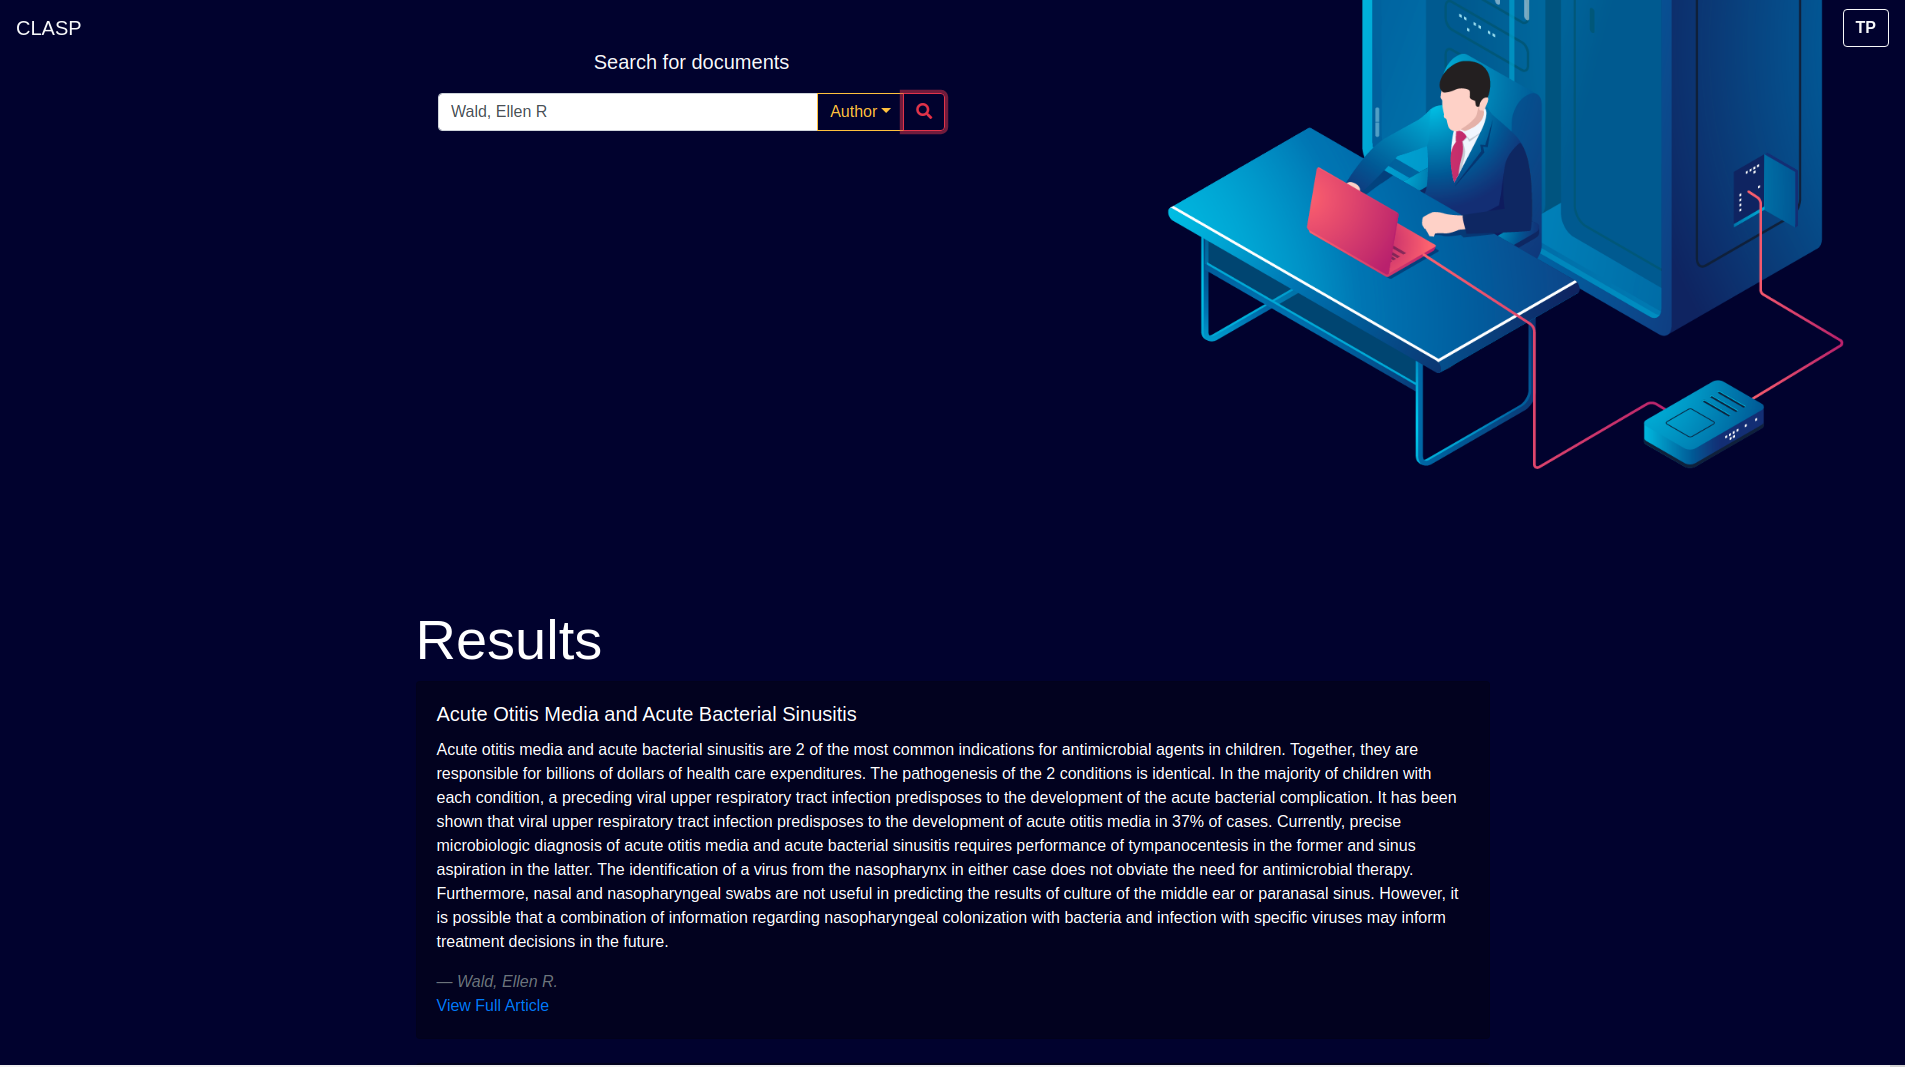 CLASP
TP
Search for documents
Wald, Ellen R
Author
Results
Acute Otitis Media and Acute Bacterial Sinusitis
Acute otitis media and acute bacterial sinusitis are 2 of the most common indications for antimicrobial agents in children. Together, they are
responsible for billions of dollars of health care expenditures. The pathogenesis of the 2 conditions is identical. In the majority of children with
each condition, a preceding viral upper respiratory tract infection predisposes to the development of the acute bacterial complication. It has been
shown that viral upper respiratory tract infection predisposes to the development of acute otitis media in 37% of cases. Currently, precise
microbiologic diagnosis of acute otitis media and acute bacterial sinusitis requires performance of tympanocentesis in the former and sinus
aspiration in the latter. The identification of a virus from the nasopharynx in either case does not obviate the need for antimicrobial therapy.
Furthermore, nasal and nasopharyngeal swabs are not useful in predicting the results of culture of the middle ear or paranasal sinus. However, it
is possible that a combination of information regarding nasopharyngeal colonization with bacteria and infection with specific viruses may inform
treatment decisions in the future.
— Wald, Ellen R.
View Full Article